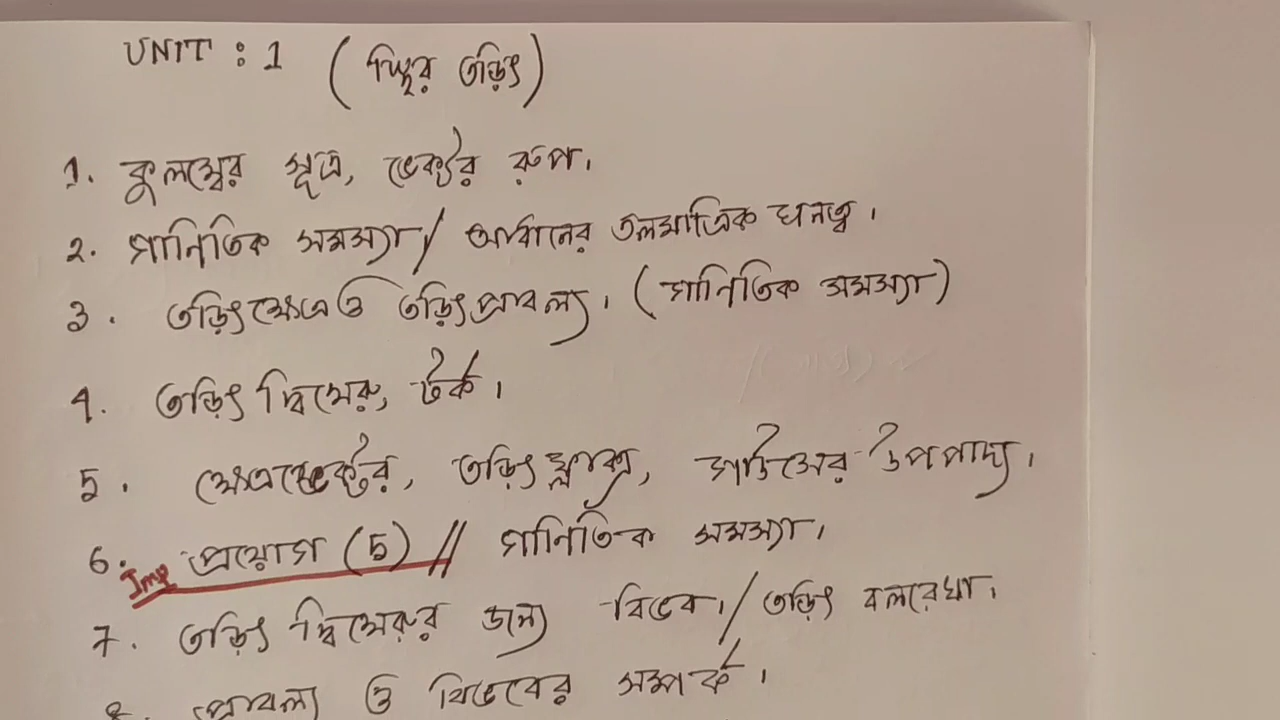 UNIT : 1 (স্থির তড়িৎ)
1. কুলম্বের সূত্র, ভেক্টর রূপ।
2. গানিতিক সমস্যা / আধানের তলমাত্রিক ঘনত্ব।
3. তড়িৎক্ষেত্র ও তড়িৎপ্রাবল্য। (গানিতিক সমস্যা)
4. তড়িৎ দ্বিমেরু, টর্ক।
5. ক্ষেত্রভেক্টর, তড়িৎ ফ্লাক্স, গাউসের উপপাদ্য।
6. Imp প্রয়োগ (5) // গানিতিক সমস্যা।
7. তড়িৎ দ্বিমেরুর জন্য বিভব। / তড়িৎ বলরেখা।
8. প্রাবল্য ও বিভবের সম্পর্ক।